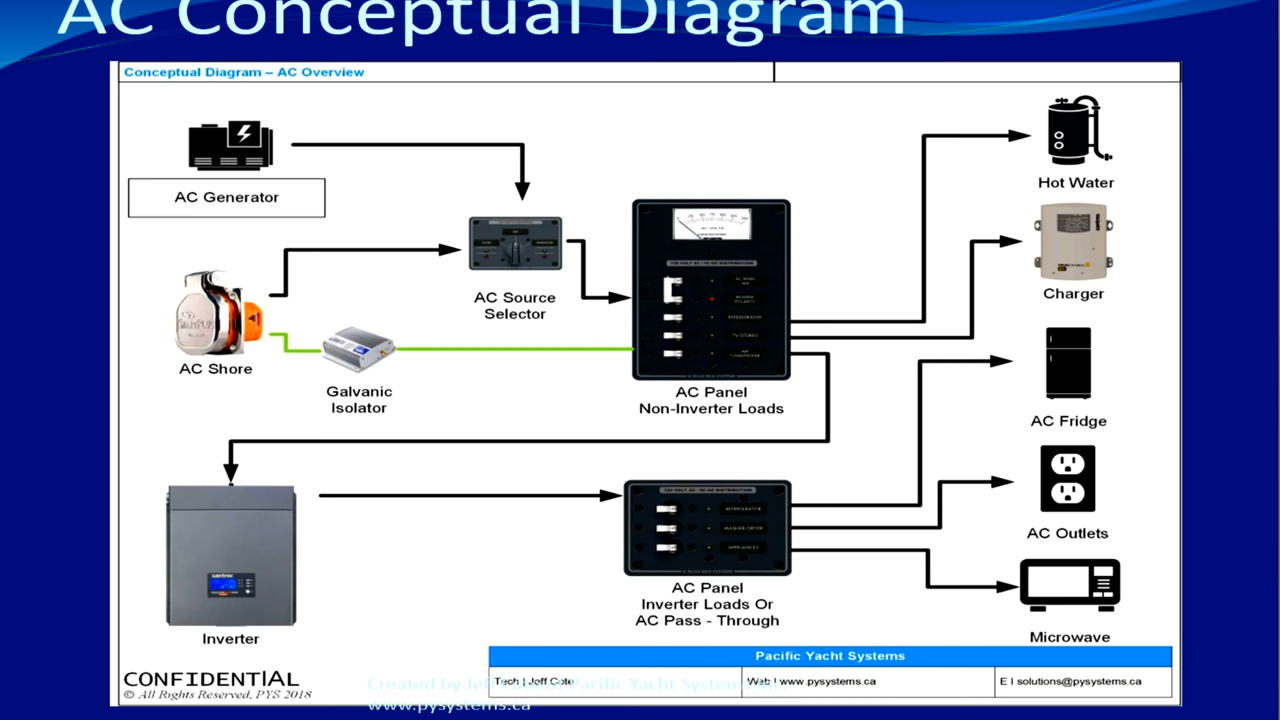 AC Conceptual Diagram
Conceptual Diagram – AC Overview
AC Generator
Hot Water
AC Source
Selector
Charger
AC Shore
Galvanic
Isolator
AC Panel
Non-Inverter Loads
AC Fridge
AC Outlets
Inverter
AC Panel
Inverter Loads Or
AC Pass - Through
Microwave
Pacific Yacht Systems
Tech | Jeff Cote
Web | www.pysystems.ca
E I solutions@pysystems.ca
CONFIDENTIAL
© All Rights Reserved, PYS 2018
Created by Jeff Cote of Pacific Yacht Systems Inc.
www.pysystems.ca